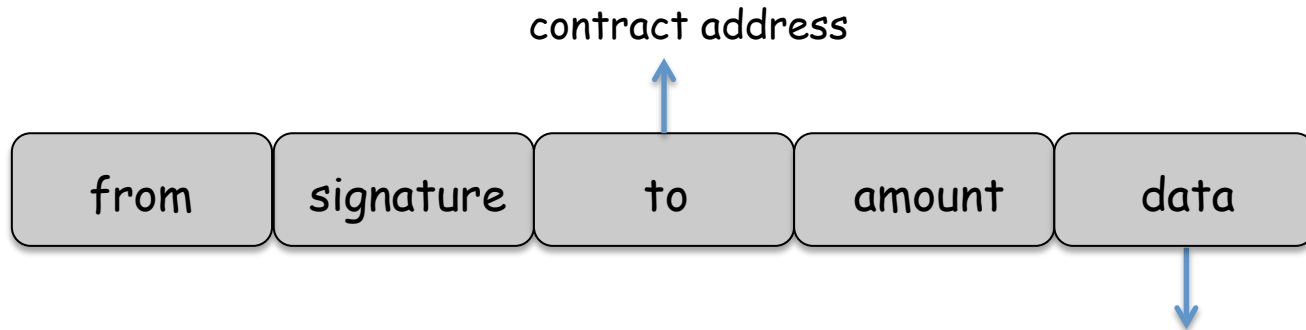 contract address
from signature to amount data